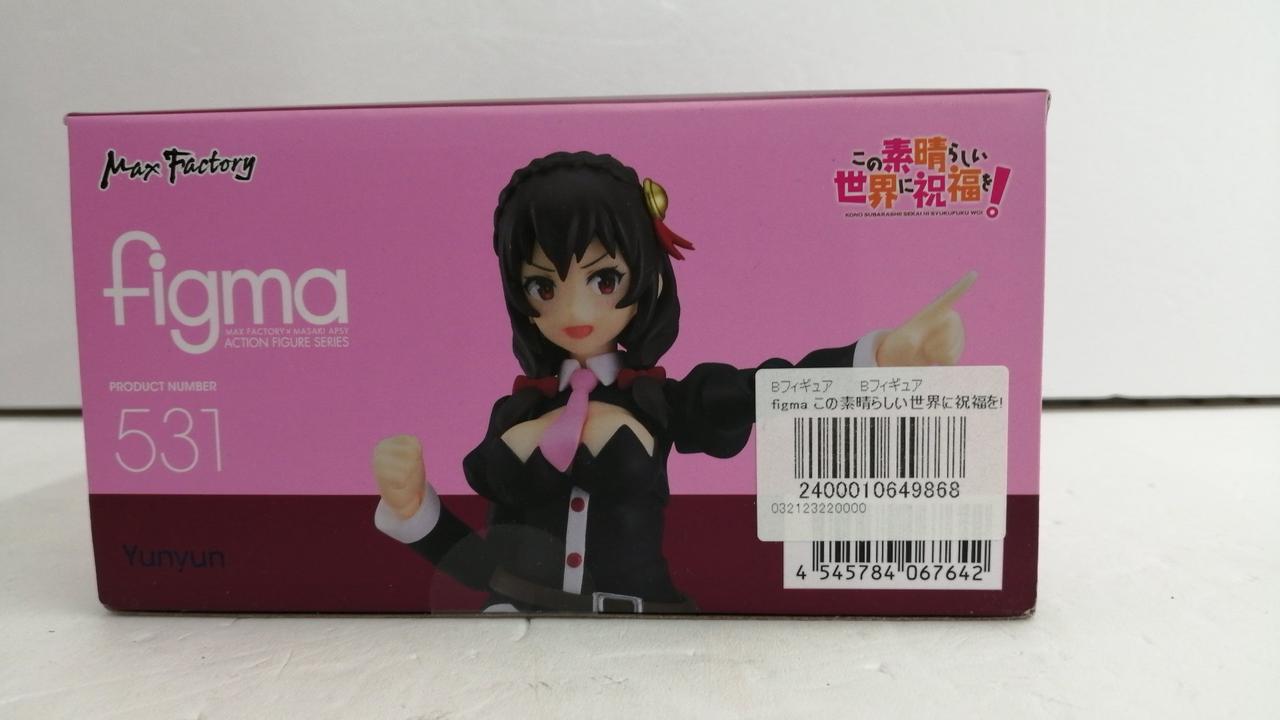 Max Factory
この素晴らしい
世界に祝福を!
KONO SUBARASHII SEKAI NI SYUKUFUKU WO!
figma
MAX FACTORY × MASAKI APSY
ACTION FIGURE SERIES
PRODUCT NUMBER
531
Yunyun
Bフィギュア Bフィギュア
figma この素晴らしい世界に祝福を!
2400010649868
032123220000
4 545784 067642